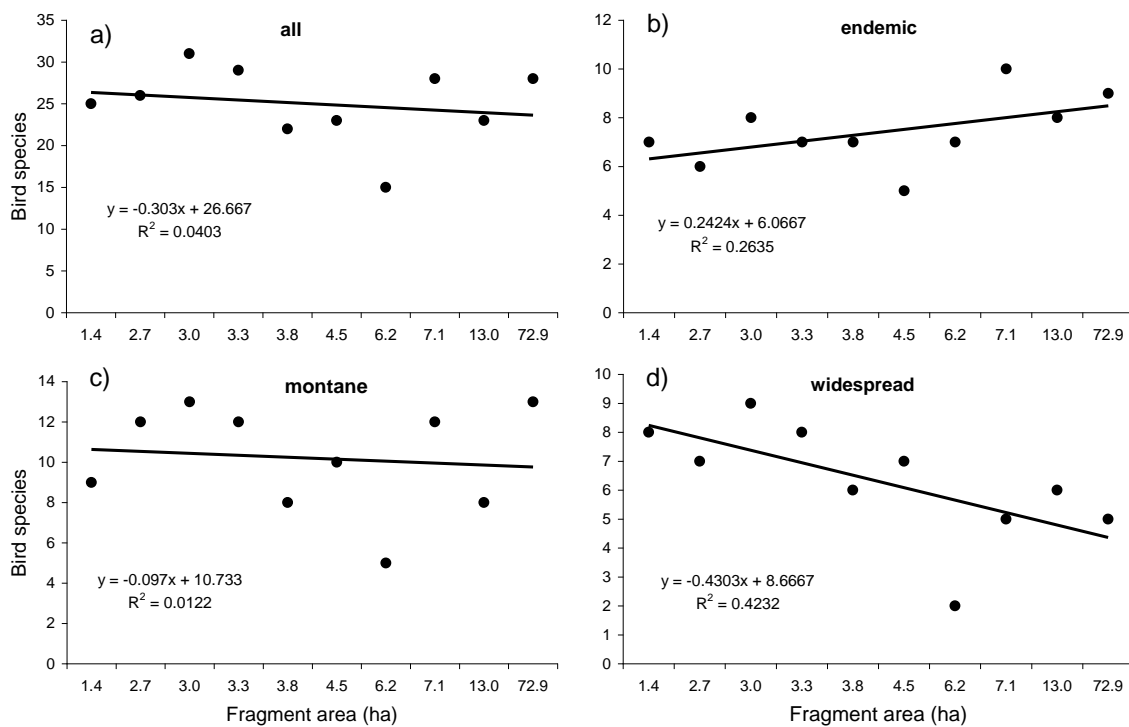 a)
all
Bird species
35
30
25
20
15
10
5
0
y = -0.303x + 26.667
R² = 0.0403
1.4 2.7 3.0 3.3 3.8 4.5 6.2 7.1 13.0 72.9
b)
endemic
12
10
8
6
4
2
0
y = 0.2424x + 6.0667
R² = 0.2635
1.4 2.7 3.0 3.3 3.8 4.5 6.2 7.1 13.0 72.9
c)
montane
Bird species
14
12
10
8
6
4
2
0
y = -0.097x + 10.733
R² = 0.0122
1.4 2.7 3.0 3.3 3.8 4.5 6.2 7.1 13.0 72.9
Fragment area (ha)
d)
widespread
10
9
8
7
6
5
4
3
2
1
0
y = -0.4303x + 8.6667
R² = 0.4232
1.4 2.7 3.0 3.3 3.8 4.5 6.2 7.1 13.0 72.9
Fragment area (ha)